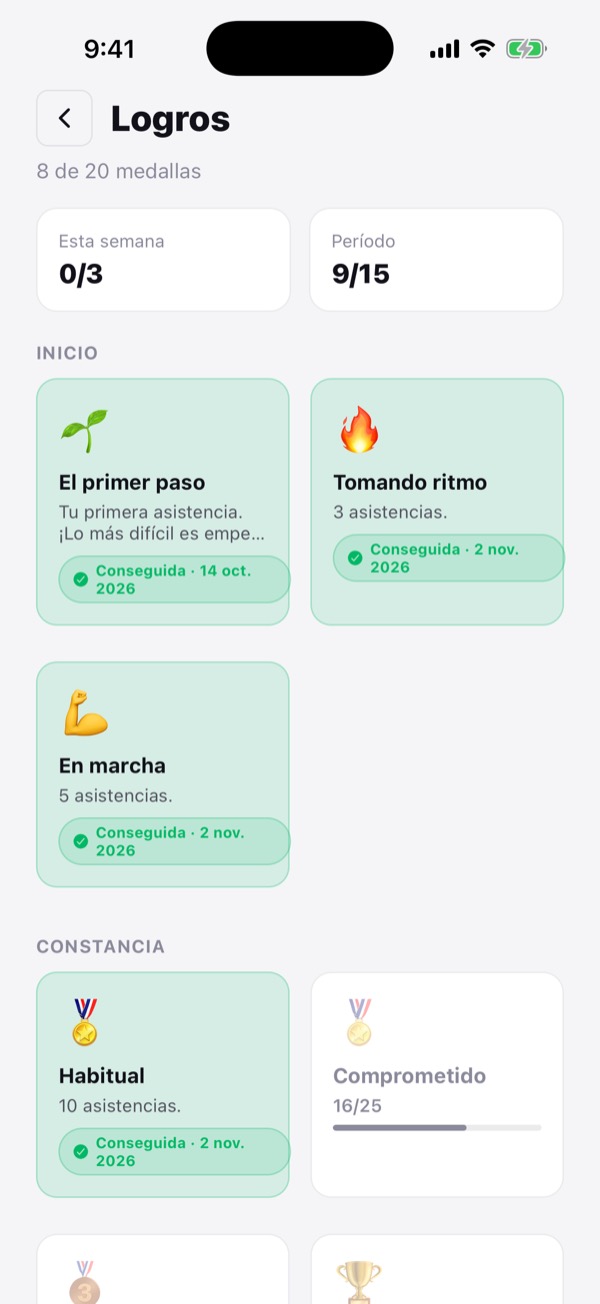 9:41
Logros
8 de 20 medallas
Esta semana
0/3
Período
9/15
INICIO
El primer paso
Tu primera asistencia.
¡Lo más difícil es empe...
Conseguida · 14 oct.
2026
Tomando ritmo
3 asistencias.
Conseguida · 2 nov.
2026
En marcha
5 asistencias.
Conseguida · 2 nov.
2026
CONSTANCIA
Habitual
10 asistencias.
Conseguida · 2 nov.
2026
Comprometido
16/25
3